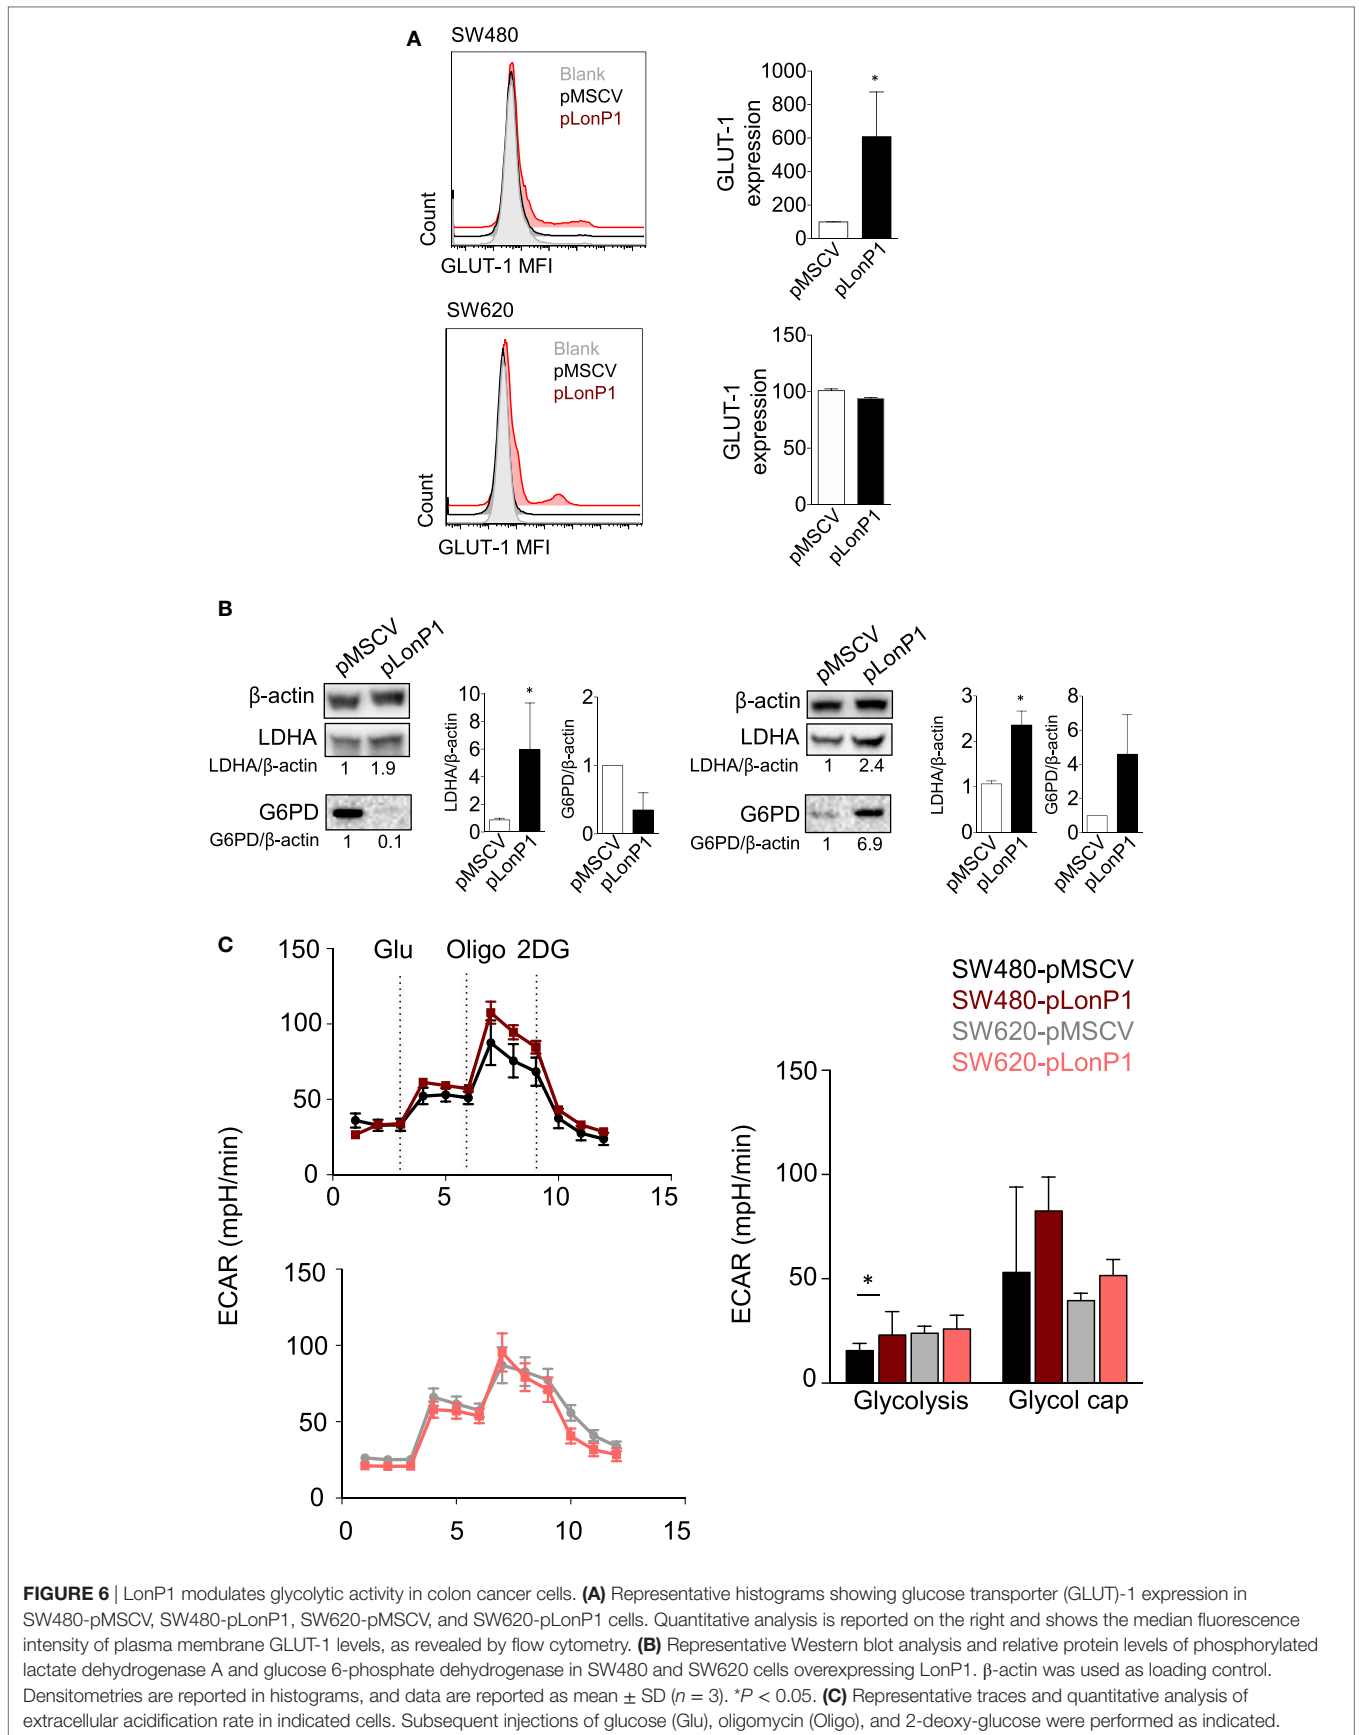 A
SW480
Blank
pMSCV
pLonP1
Count
GLUT-1 MFI
GLUT-1
expression
1000
800
600
400
200
0
*
pMSCV
pLonP1
SW620
Blank
pMSCV
pLonP1
Count
GLUT-1 MFI
GLUT-1
expression
150
100
50
0
pMSCV
pLonP1
B
pMSCV
pLonP1
β-actin
LDHA
LDHA/β-actin 1 1.9
G6PD
G6PD/β-actin 1 0.1
LDHA/β-actin
10
8
6
4
2
0
*
pMSCV
pLonP1
G6PD/β-actin
2
1
0
pMSCV
pLonP1
pMSCV
pLonP1
β-actin
LDHA
LDHA/β-actin 1 2.4
G6PD
G6PD/β-actin 1 6.9
LDHA/β-actin
3
2
1
0
*
pMSCV
pLonP1
G6PD/β-actin
8
4
0
pMSCV
pLonP1
C
Glu Oligo 2DG
150
100
50
0
0 5 10 15
ECAR (mpH/min)
150
100
50
0
0 5 10 15
SW480-pMSCV
SW480-pLonP1
SW620-pMSCV
SW620-pLonP1
ECAR (mpH/min)
150
100
50
0
*
Glycolysis Glycol cap
FIGURE 6 | LonP1 modulates glycolytic activity in colon cancer cells. (A) Representative histograms showing glucose transporter (GLUT)-1 expression in
SW480-pMSCV, SW480-pLonP1, SW620-pMSCV, and SW620-pLonP1 cells. Quantitative analysis is reported on the right and shows the median fluorescence
intensity of plasma membrane GLUT-1 levels, as revealed by flow cytometry. (B) Representative Western blot analysis and relative protein levels of phosphorylated
lactate dehydrogenase A and glucose 6-phosphate dehydrogenase in SW480 and SW620 cells overexpressing LonP1. β-actin was used as loading control.
Densitometries are reported in histograms, and data are reported as mean ± SD (n = 3). *P < 0.05. (C) Representative traces and quantitative analysis of
extracellular acidification rate in indicated cells. Subsequent injections of glucose (Glu), oligomycin (Oligo), and 2-deoxy-glucose were performed as indicated.